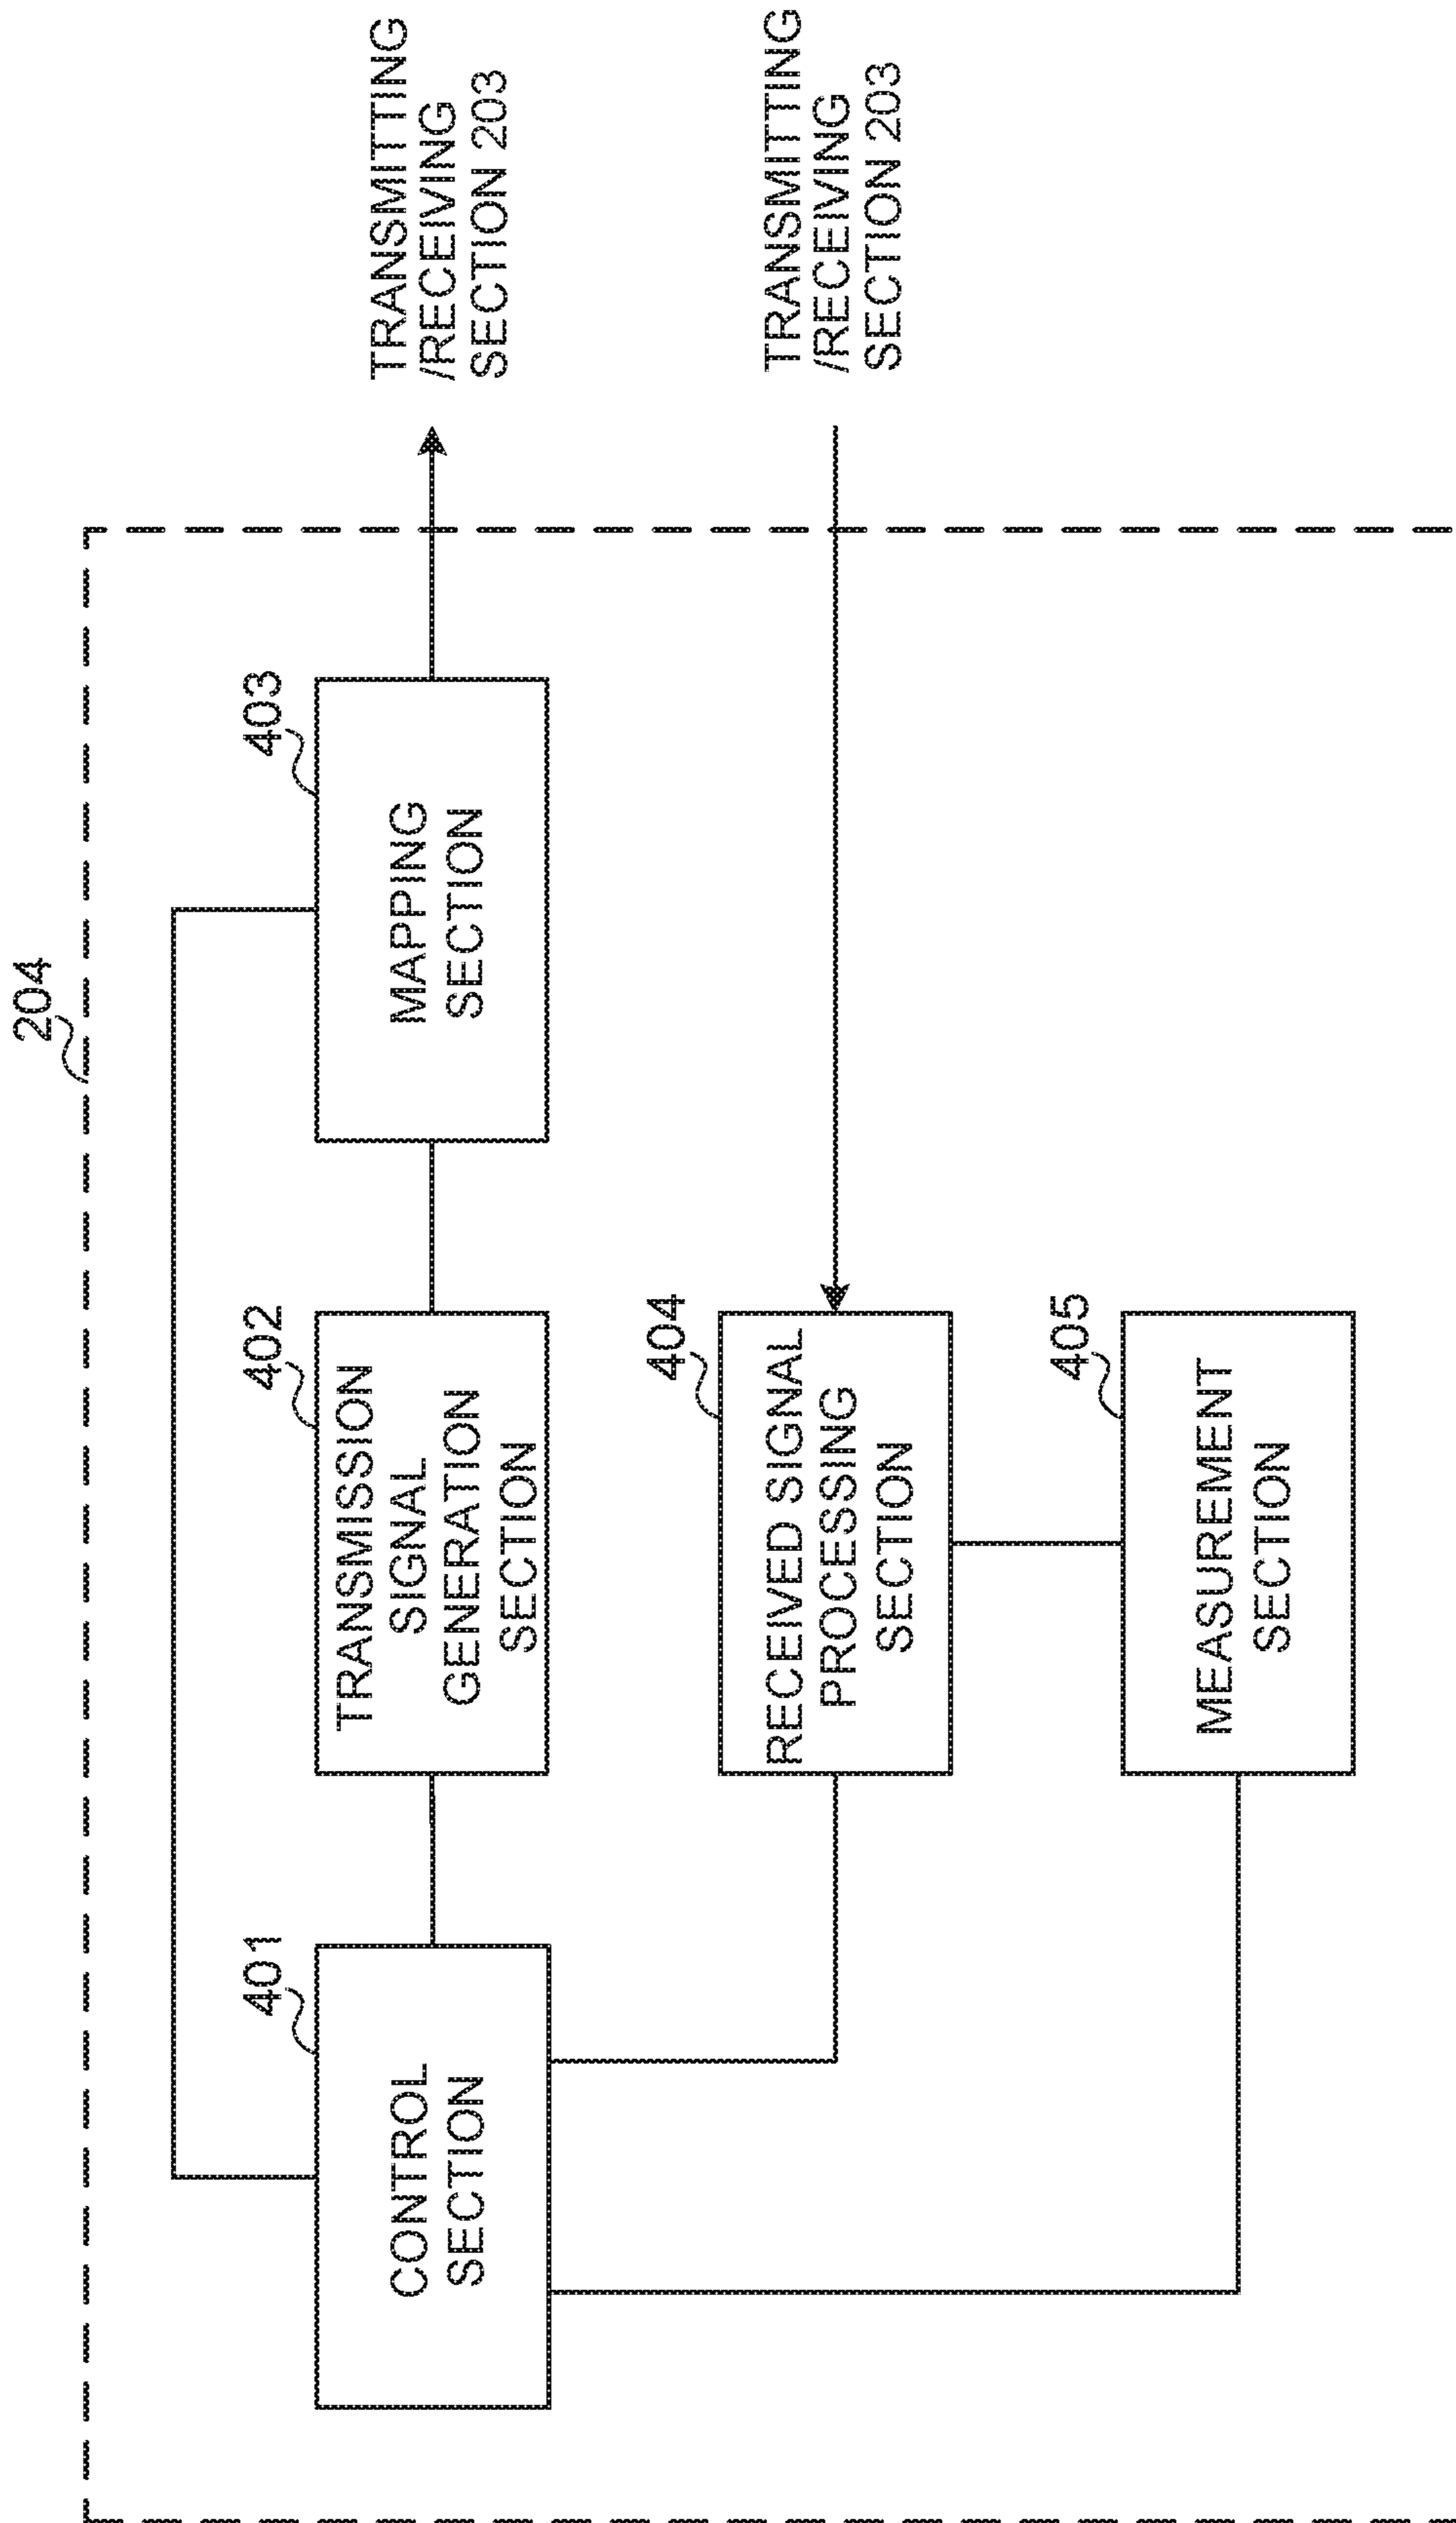 204
401
CONTROL
SECTION
402
TRANSMISSION
SIGNAL
GENERATION
SECTION
403
MAPPING
SECTION
TRANSMITTING
/RECEIVING
SECTION 203
404
RECEIVED SIGNAL
PROCESSING
SECTION
TRANSMITTING
/RECEIVING
SECTION 203
405
MEASUREMENT
SECTION